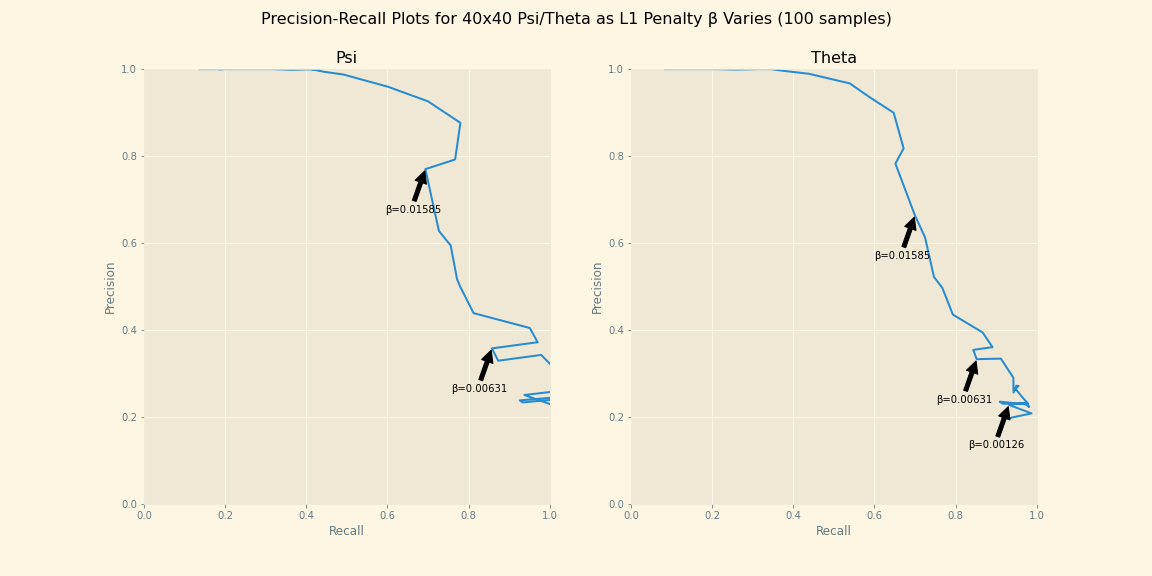 Precision-Recall Plots for 40x40 Psi/Theta as L1 Penalty β Varies (100 samples)
Psi
Precision
1.0
0.8
0.6
0.4
0.2
0.0
β=0.01585
β=0.00631
0.0 0.2 0.4 0.6 0.8 1.0
Recall
Theta
Precision
1.0
0.8
0.6
0.4
0.2
0.0
β=0.01585
β=0.00631
β=0.00126
0.0 0.2 0.4 0.6 0.8 1.0
Recall